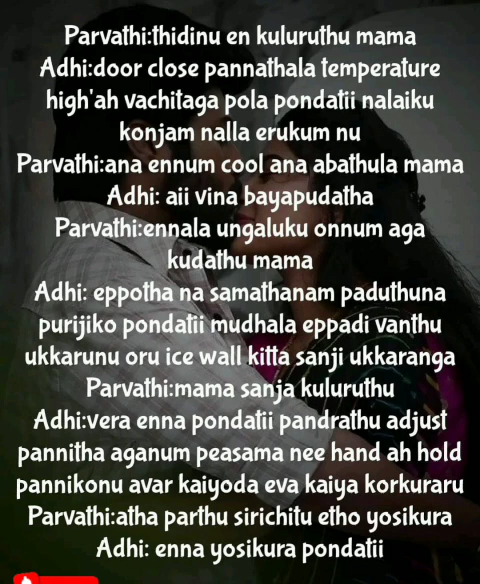 Parvathi:thidinu en kuluruthu mama
Adhi:door close pannathala temperature
high'ah vachitaga pola pondatii nalaiku
konjam nalla erukum nu
Parvathi:ana ennum cool ana abathula mama
Adhi: aii vina bayapudatha
Parvathi:ennala ungaluku onnum aga
kudathu mama
Adhi: eppotha na samathanam paduthuna
purijiko pondatii mudhala eppadi vanthu
ukkarunu oru ice wall kitta sanji ukkaranga
Parvathi:mama sanja kuluruthu
Adhi:vera enna pondatii pandrathu adjust
pannitha aganum peasama nee hand ah hold
pannikonu avar kaiyoda eva kaiya korkuraru
Parvathi:atha parthu sirichitu etho yosikura
Adhi: enna yosikura pondatii